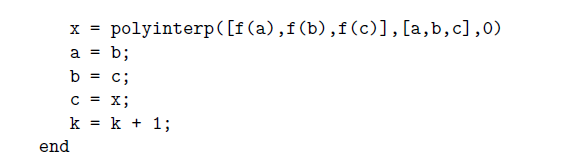 x = polyinterp([f(a),f(b),f(c)],[a,b,c],0)
a = b;
b = c;
c = x;
k = k + 1;
end